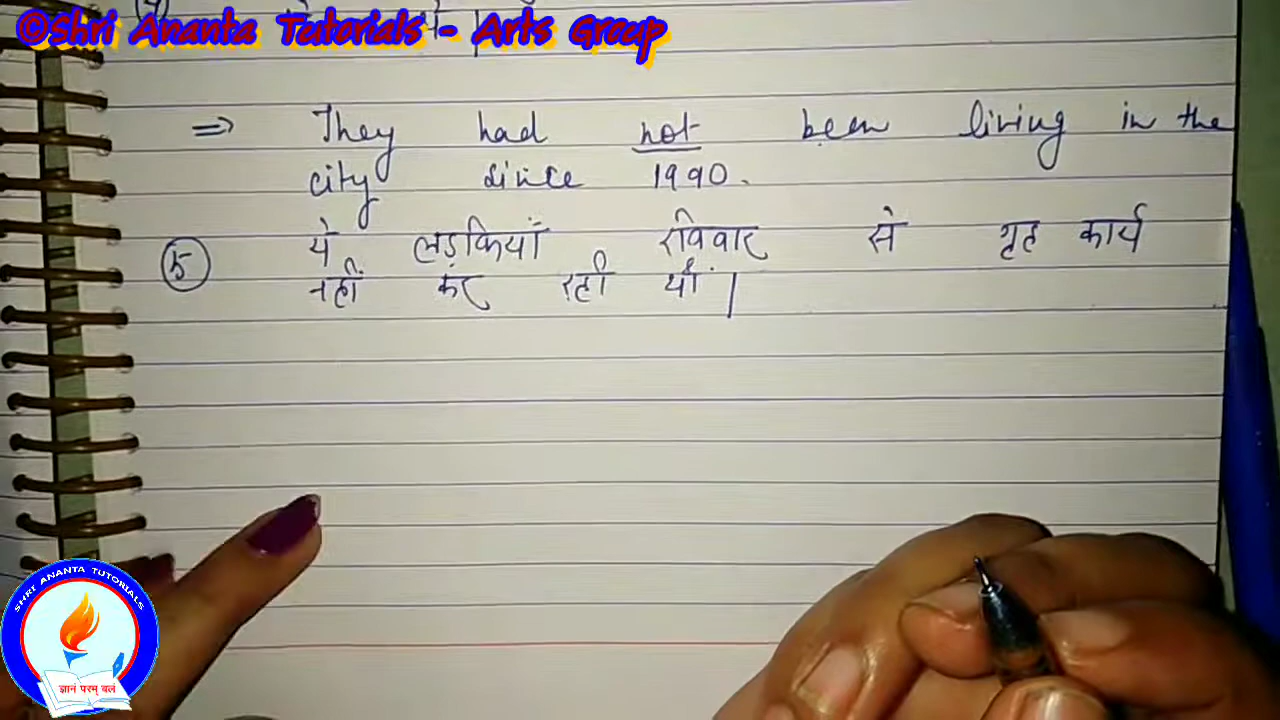 ©Shri Ananta Tutorials - Arts Group
⇒ They had not been living in the
city since 1990.
5 ये लड़कियाँ रविवार से गृह कार्य
नहीं कर रही थीं।
SHRI ANANTA TUTORIALS
ज्ञानं परमं बलं